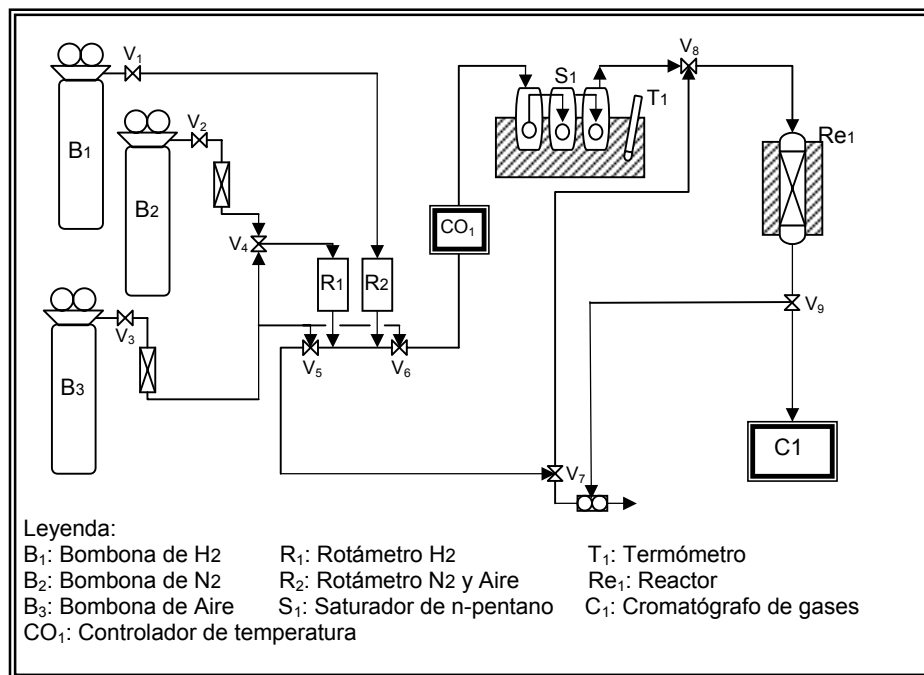 V1
V2
B1
B2
V3
B3
V4
R1
R2
V5
V6
CO1
S1
T1
V8
Re1
V9
C1
V7
Leyenda:
B1: Bombona de H2 R1: Rotámetro H2 T1: Termómetro
B2: Bombona de N2 R2: Rotámetro N2 y Aire Re1: Reactor
B3: Bombona de Aire S1: Saturador de n-pentano C1: Cromatógrafo de gases
CO1: Controlador de temperatura